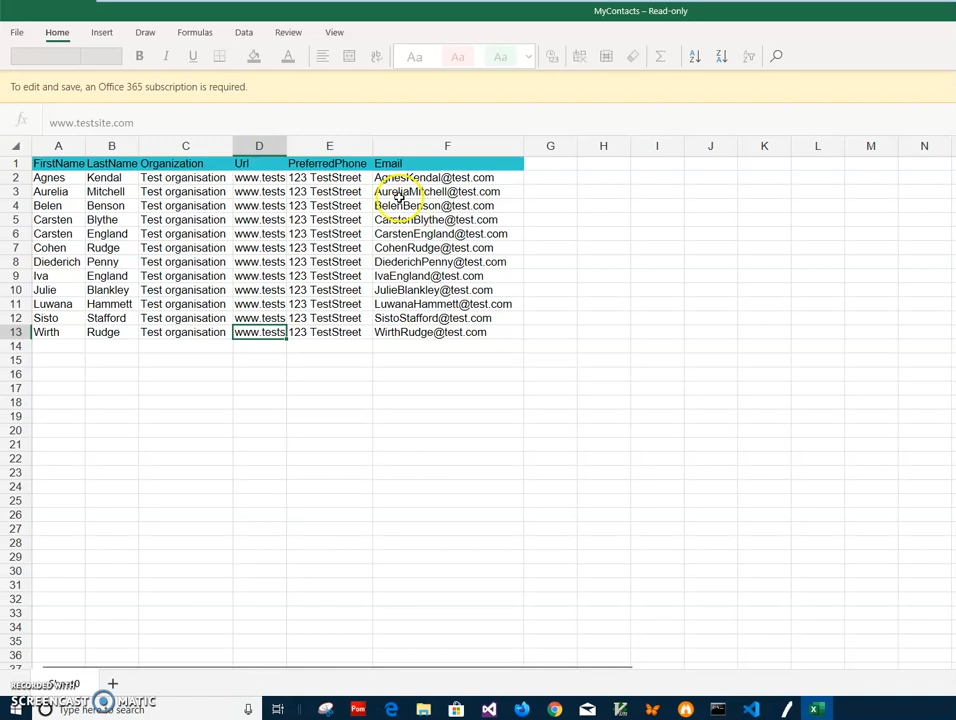 MyContacts – Read-only
File Home Insert Draw Formulas Data Review View
B I U Aa Aa Aa
To edit and save, an Office 365 subscription is required.
fx www.testsite.com
A B C D E F G H I J K L M N
1 FirstName LastName Organization Url PreferredPhone Email
2 Agnes Kendal Test organisation www.tests 123 TestStreet AgnesKendal@test.com
3 Aurelia Mitchell Test organisation www.tests 123 TestStreet AureliaMitchell@test.com
4 Belen Benson Test organisation www.tests 123 TestStreet BelenBenson@test.com
5 Carsten Blythe Test organisation www.tests 123 TestStreet CarstenBlythe@test.com
6 Carsten England Test organisation www.tests 123 TestStreet CarstenEngland@test.com
7 Cohen Rudge Test organisation www.tests 123 TestStreet CohenRudge@test.com
8 Diederich Penny Test organisation www.tests 123 TestStreet DiederichPenny@test.com
9 Iva England Test organisation www.tests 123 TestStreet IvaEngland@test.com
10 Julie Blankley Test organisation www.tests 123 TestStreet JulieBlankley@test.com
11 Luwana Hammett Test organisation www.tests 123 TestStreet LuwanaHammett@test.com
12 Sisto Stafford Test organisation www.tests 123 TestStreet SistoStafford@test.com
13 Wirth Rudge Test organisation www.tests 123 TestStreet WirthRudge@test.com
14
15
16
17
18
19
20
21
22
23
24
25
26
27
28
29
30
31
32
33
34
35
36
37
RECORDED WITH
SCREENCAST MATIC
Type here to search
Pon